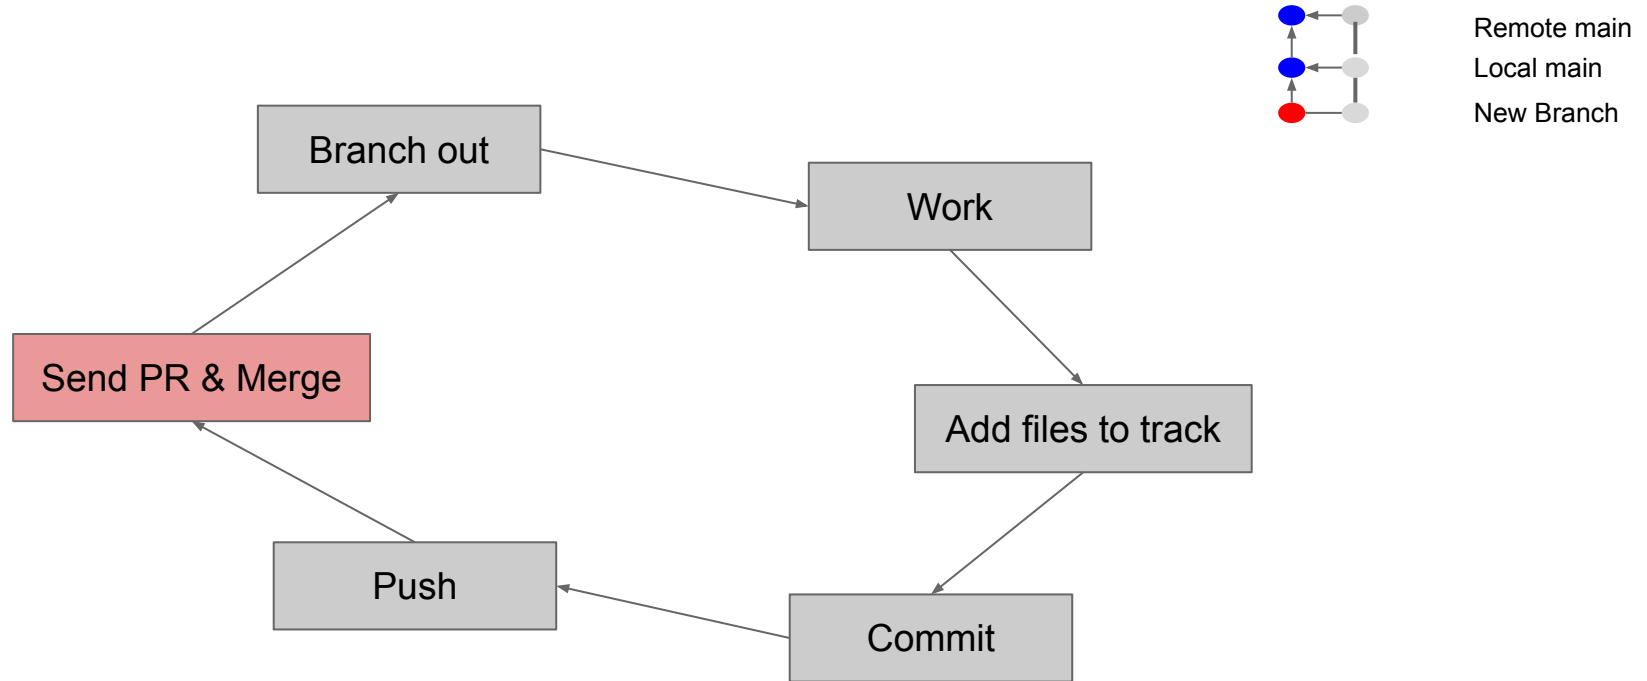 Remote main
Local main
New Branch
Branch out
Work
Send PR & Merge
Add files to track
Push
Commit